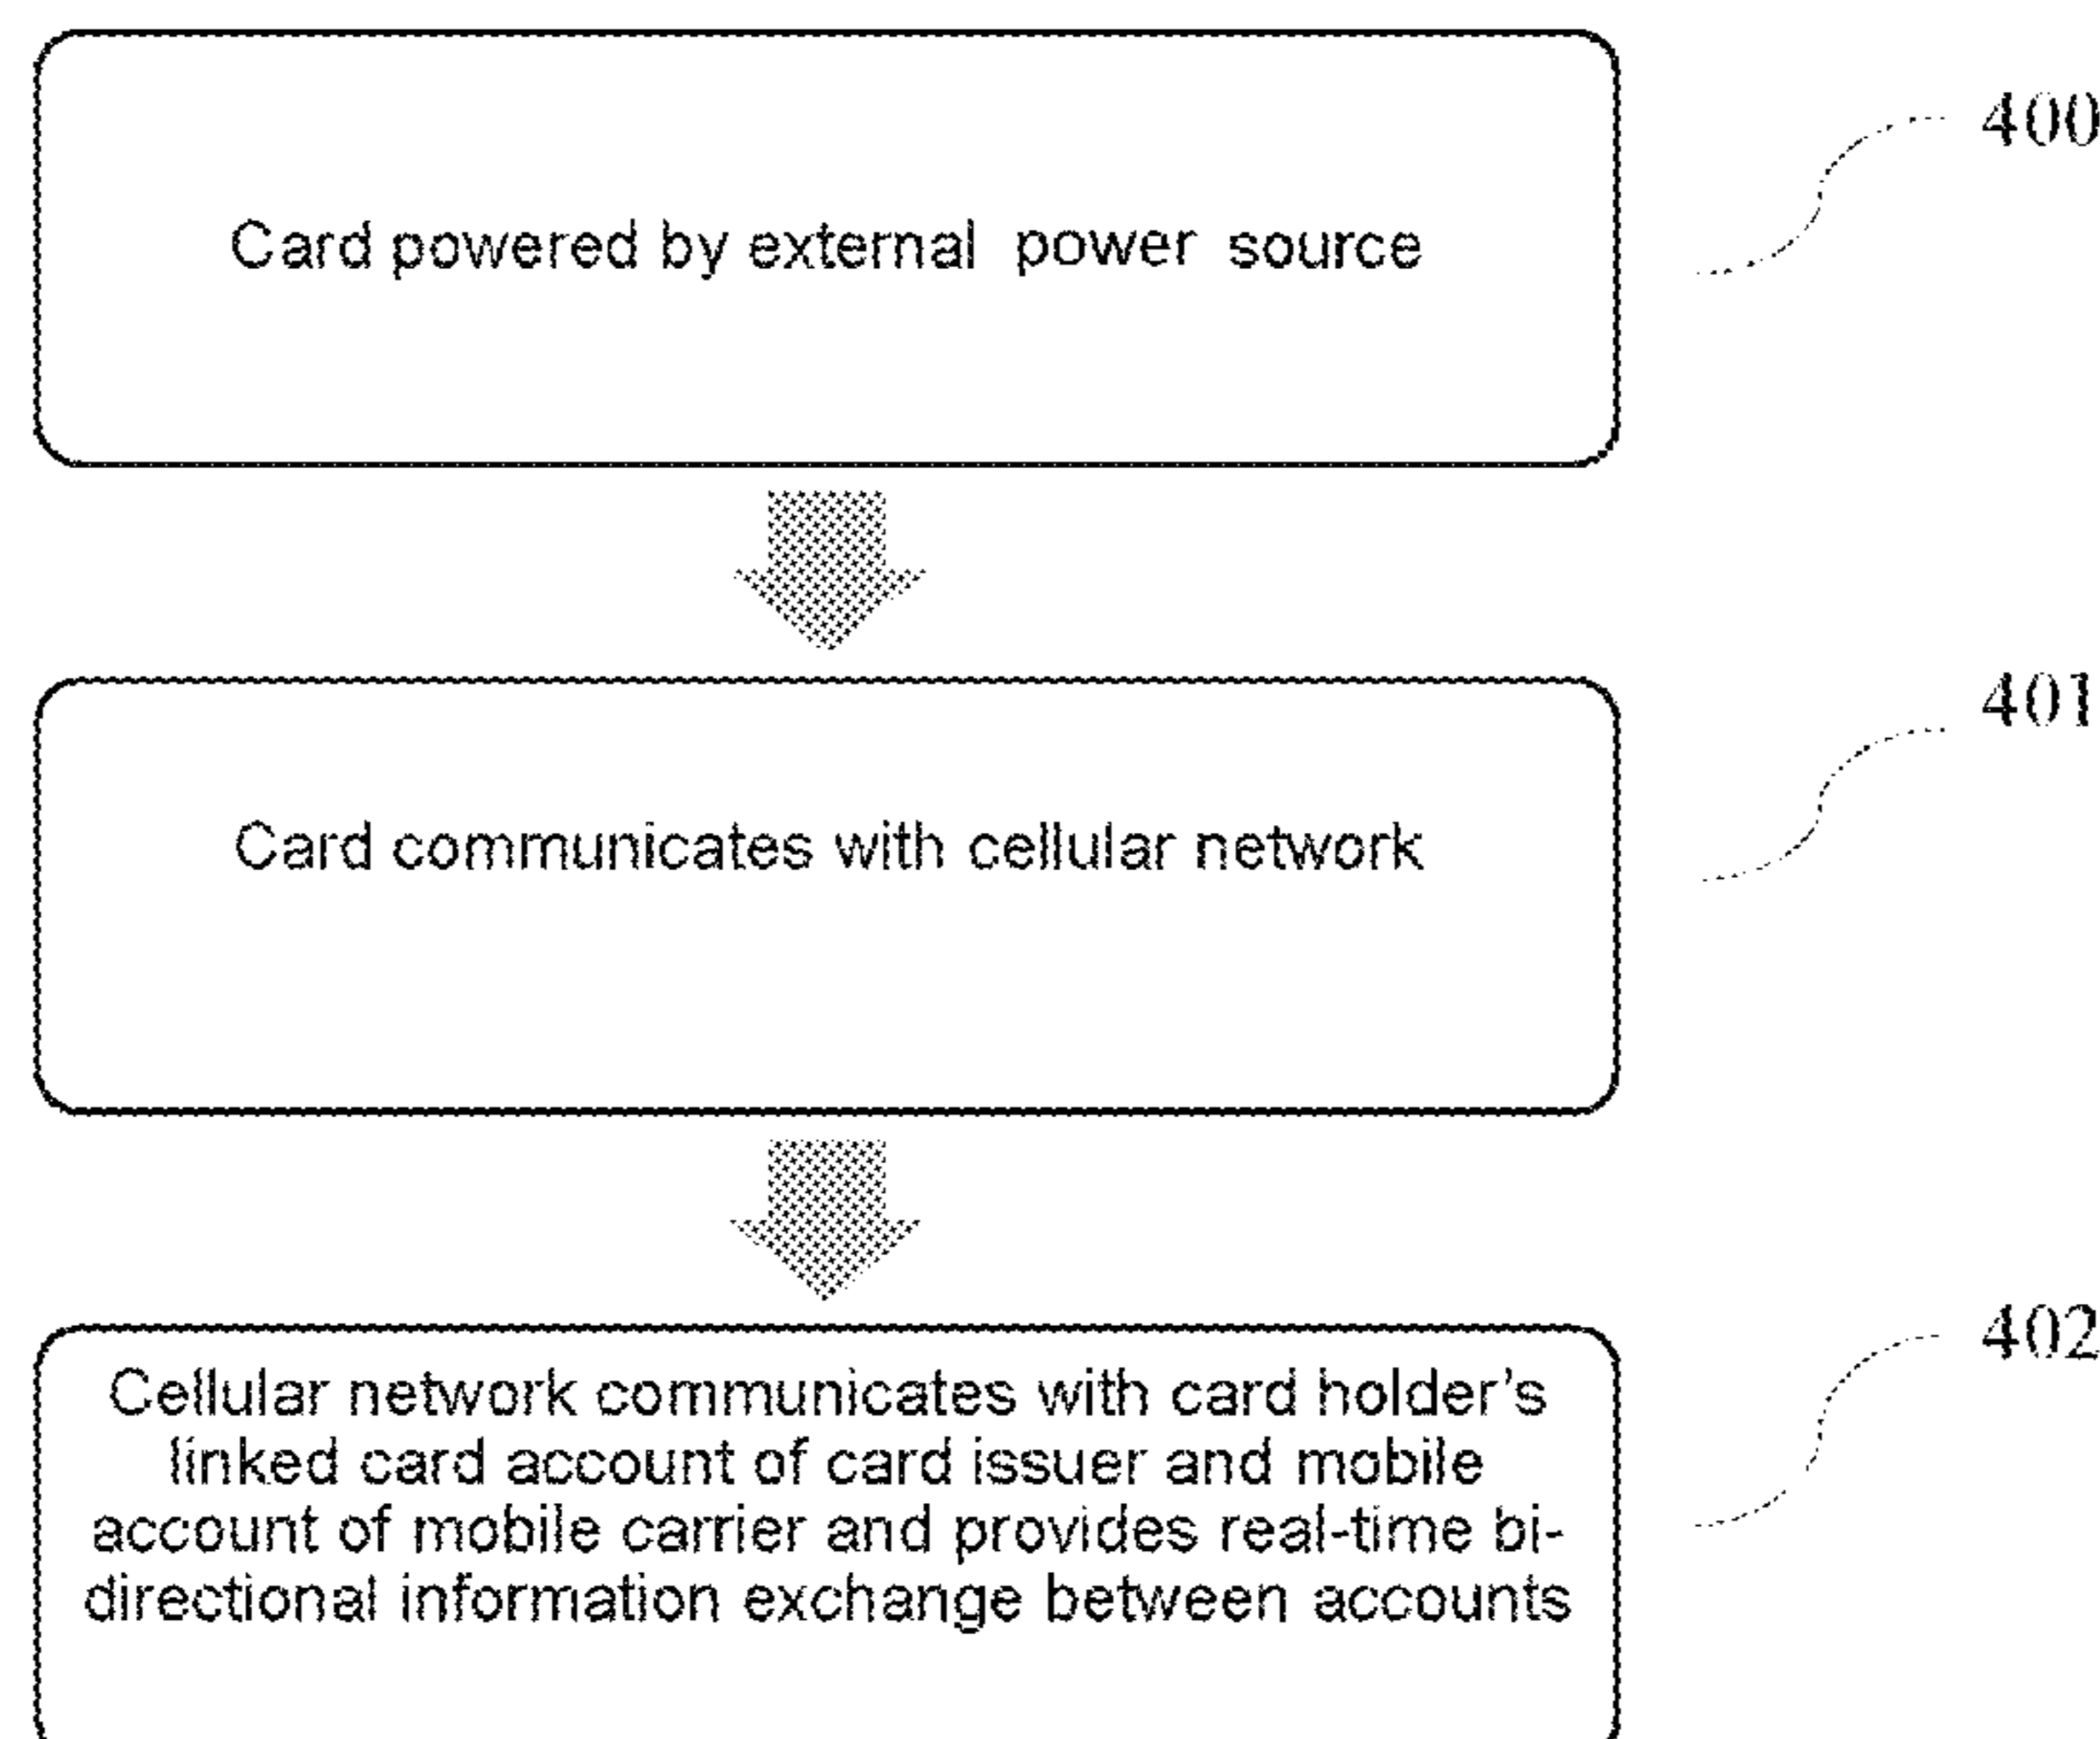 Card powered by external power source
400
Card communicates with cellular network
401
Cellular network communicates with card holder's
linked card account of card issuer and mobile
account of mobile carrier and provides real-time bi-
directional information exchange between accounts
402